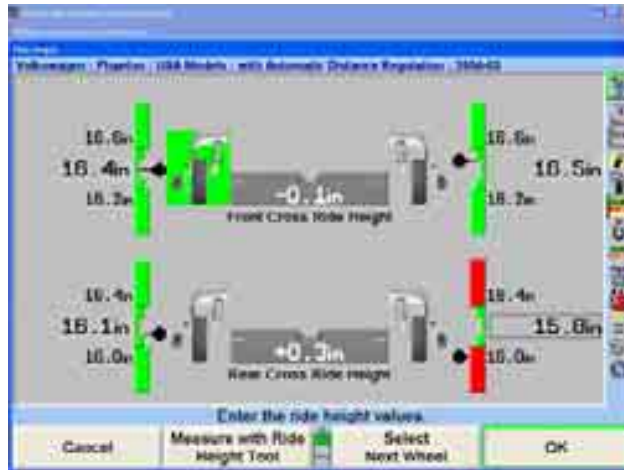 Volkswagen : Phaeton : USA Models : with Automatic Distance Regulation :
16.6in 16.6in
16.4in 16.5in
16.2in 16.2in
-0.1in
Front Cross Ride Height
16.4in 16.4in
16.1in 15.8in
16.0in 16.0in
+0.3in
Rear Cross Ride Height
Enter the ride height values.
Cancel
Measure with Ride
Height Tool
Select
Next Wheel
OK